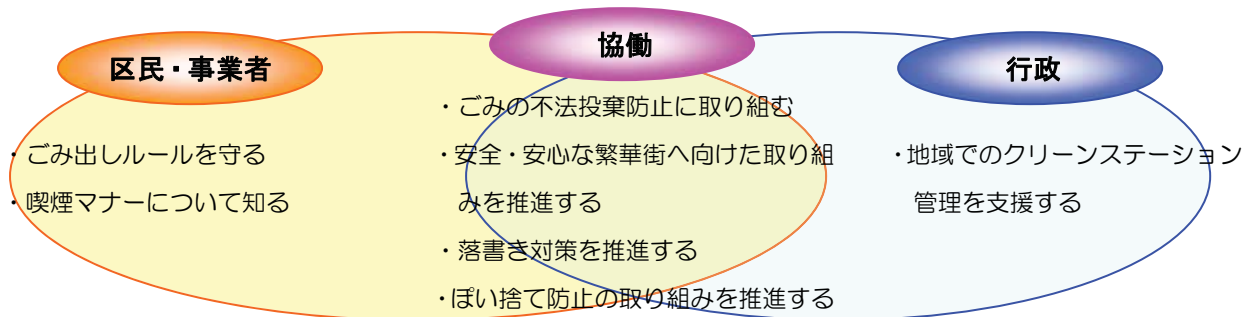 区民・事業者
・ごみ出しルールを守る
・喫煙マナーについて知る
協働
・ごみの不法投棄防止に取り組む
・安全・安心な繁華街へ向けた取り組
みを推進する
・落書き対策を推進する
・ぽい捨て防止の取り組みを推進する
行政
・地域でのクリーンステーション
管理を支援する